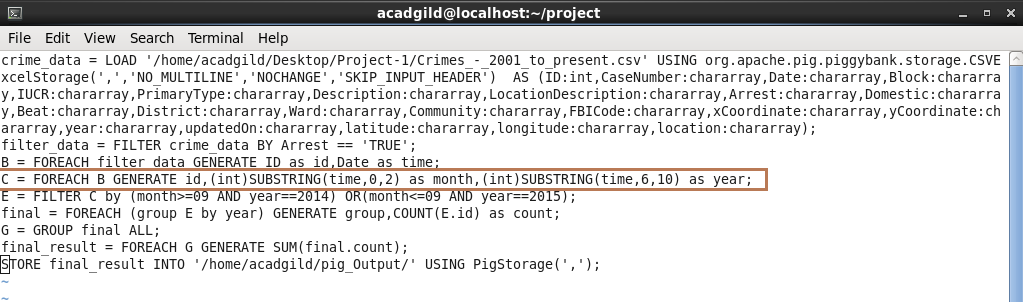 acadgild@localhost:~/project
File Edit View Search Terminal Help
crime_data = LOAD '/home/acadgild/Desktop/Project-1/Crimes_-_2001_to_present.csv' USING org.apache.pig.piggybank.storage.CSVE
xcelStorage(',','NO_MULTILINE','NOCHANGE','SKIP_INPUT_HEADER')  AS (ID:int,CaseNumber:chararray,Date:chararray,Block:chararra
y,IUCR:chararray,PrimaryType:chararray,Description:chararray,LocationDescription:chararray,Arrest:chararray,Domestic:chararra
y,Beat:chararray,District:chararray,Ward:chararray,Community:chararray,FBICode:chararray,xCoordinate:chararray,yCoordinate:ch
ararray,year:chararray,updatedOn:chararray,latitude:chararray,longitude:chararray,location:chararray);
filter_data = FILTER crime_data BY Arrest == 'TRUE';
B = FOREACH filter_data GENERATE ID as id,Date as time;
C = FOREACH B GENERATE id,(int)SUBSTRING(time,0,2) as month,(int)SUBSTRING(time,6,10) as year;
E = FILTER C by (month>=09 AND year==2014) OR(month<=09 AND year==2015);
final = FOREACH (group E by year) GENERATE group,COUNT(E.id) as count;
G = GROUP final ALL;
final_result = FOREACH G GENERATE SUM(final.count);
STORE final_result INTO '/home/acadgild/pig_Output/' USING PigStorage(',');
~
~